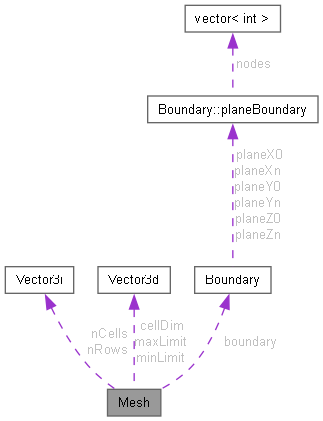 vector< int >
nodes
Boundary::planeBoundary
planeX0
planeXn
planeY0
planeYn
planeZ0
planeZn
Vector3i
Vector3d
Boundary
nCells
nRows
cellDim
maxLimit
minLimit
boundary
Mesh